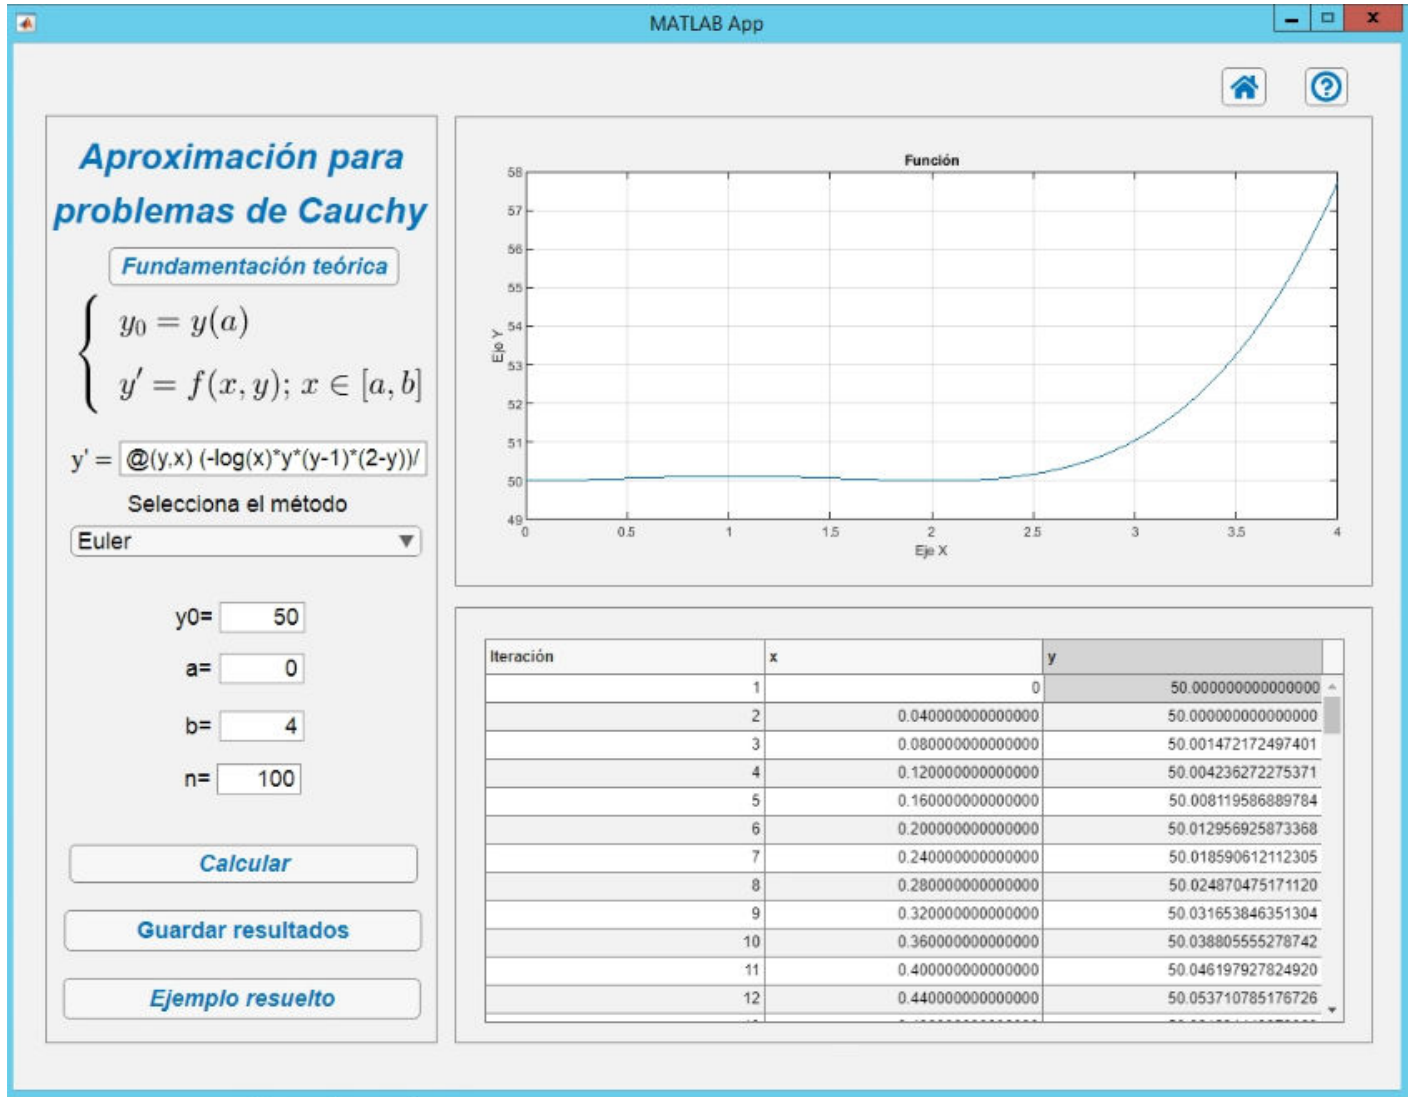 MATLAB App
Aproximación para
problemas de Cauchy
Fundamentación teórica
y₀ = y(a)
y′ = f(x, y); x ∈ [a, b]
y' = @(y,x) (-log(x)*y*(y-1)*(2-y))/
Selecciona el método
Euler
y0= 50
a= 0
b= 4
n= 100
Calcular
Guardar resultados
Ejemplo resuelto
Función
58
57
56
55
54
53
52
51
50
49
Eje Y
0 0.5 1 1.5 2 2.5 3 3.5 4
Eje X
Iteración x y
1 0 50.000000000000000
2 0.040000000000000 50.000000000000000
3 0.080000000000000 50.001472172497401
4 0.120000000000000 50.004236272275371
5 0.160000000000000 50.008119586889784
6 0.200000000000000 50.012956925873368
7 0.240000000000000 50.018590612112305
8 0.280000000000000 50.024870475171120
9 0.320000000000000 50.031653846351304
10 0.360000000000000 50.038805555278742
11 0.400000000000000 50.046197927824920
12 0.440000000000000 50.053710785176726